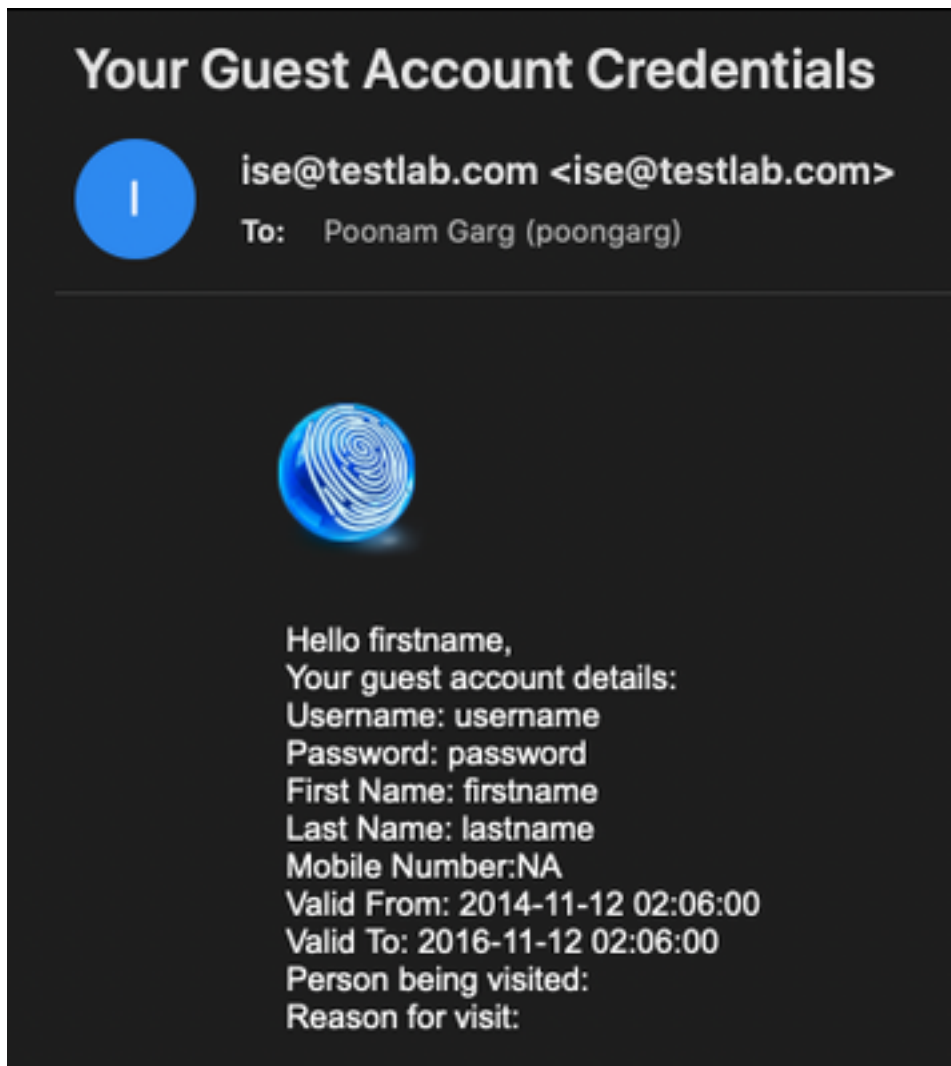 Your Guest Account Credentials
I
ise@testlab.com <ise@testlab.com>
To: Poonam Garg (poongarg)
Hello firstname,
Your guest account details:
Username: username
Password: password
First Name: firstname
Last Name: lastname
Mobile Number:NA
Valid From: 2014-11-12 02:06:00
Valid To: 2016-11-12 02:06:00
Person being visited:
Reason for visit: